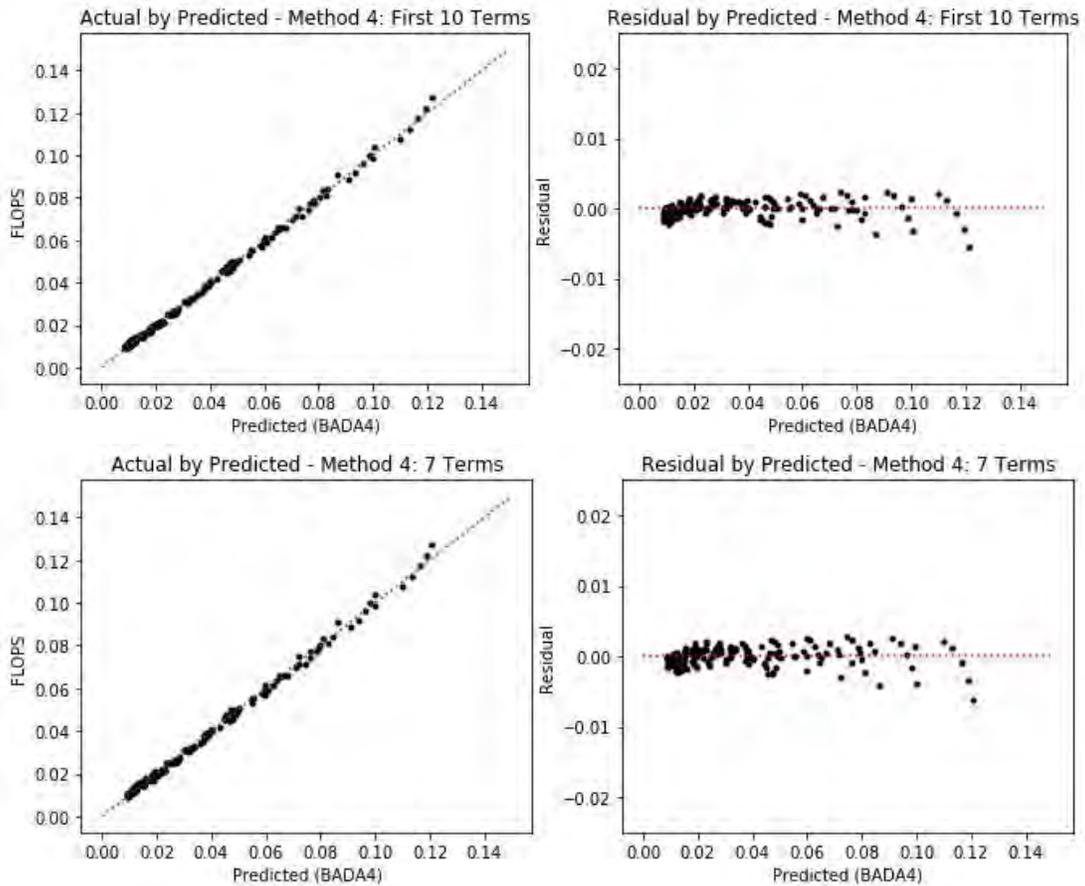 Actual by Predicted - Method 4: First 10 Terms
0.14
0.12
0.10
0.08
0.06
0.04
0.02
0.00
FLOPS
0.00 0.02 0.04 0.06 0.08 0.10 0.12 0.14
Predicted (BADA4)
Residual by Predicted - Method 4: First 10 Terms
0.02
0.01
0.00
−0.01
−0.02
Residual
0.00 0.02 0.04 0.06 0.08 0.10 0.12 0.14
Predicted (BADA4)
Actual by Predicted - Method 4: 7 Terms
0.14
0.12
0.10
0.08
0.06
0.04
0.02
0.00
FLOPS
0.00 0.02 0.04 0.06 0.08 0.10 0.12 0.14
Predicted (BADA4)
Residual by Predicted - Method 4: 7 Terms
0.02
0.01
0.00
−0.01
−0.02
Residual
0.00 0.02 0.04 0.06 0.08 0.10 0.12 0.14
Predicted (BADA4)